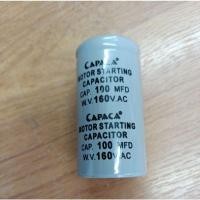 CAPACA
MOTOR STARTING
CAPACITOR
CAP. 100 MFD
W.V. 160V.AC
CAPACA
MOTOR STARTING
CAPACITOR
CAP. 100 MFD
W.V. 160V.AC